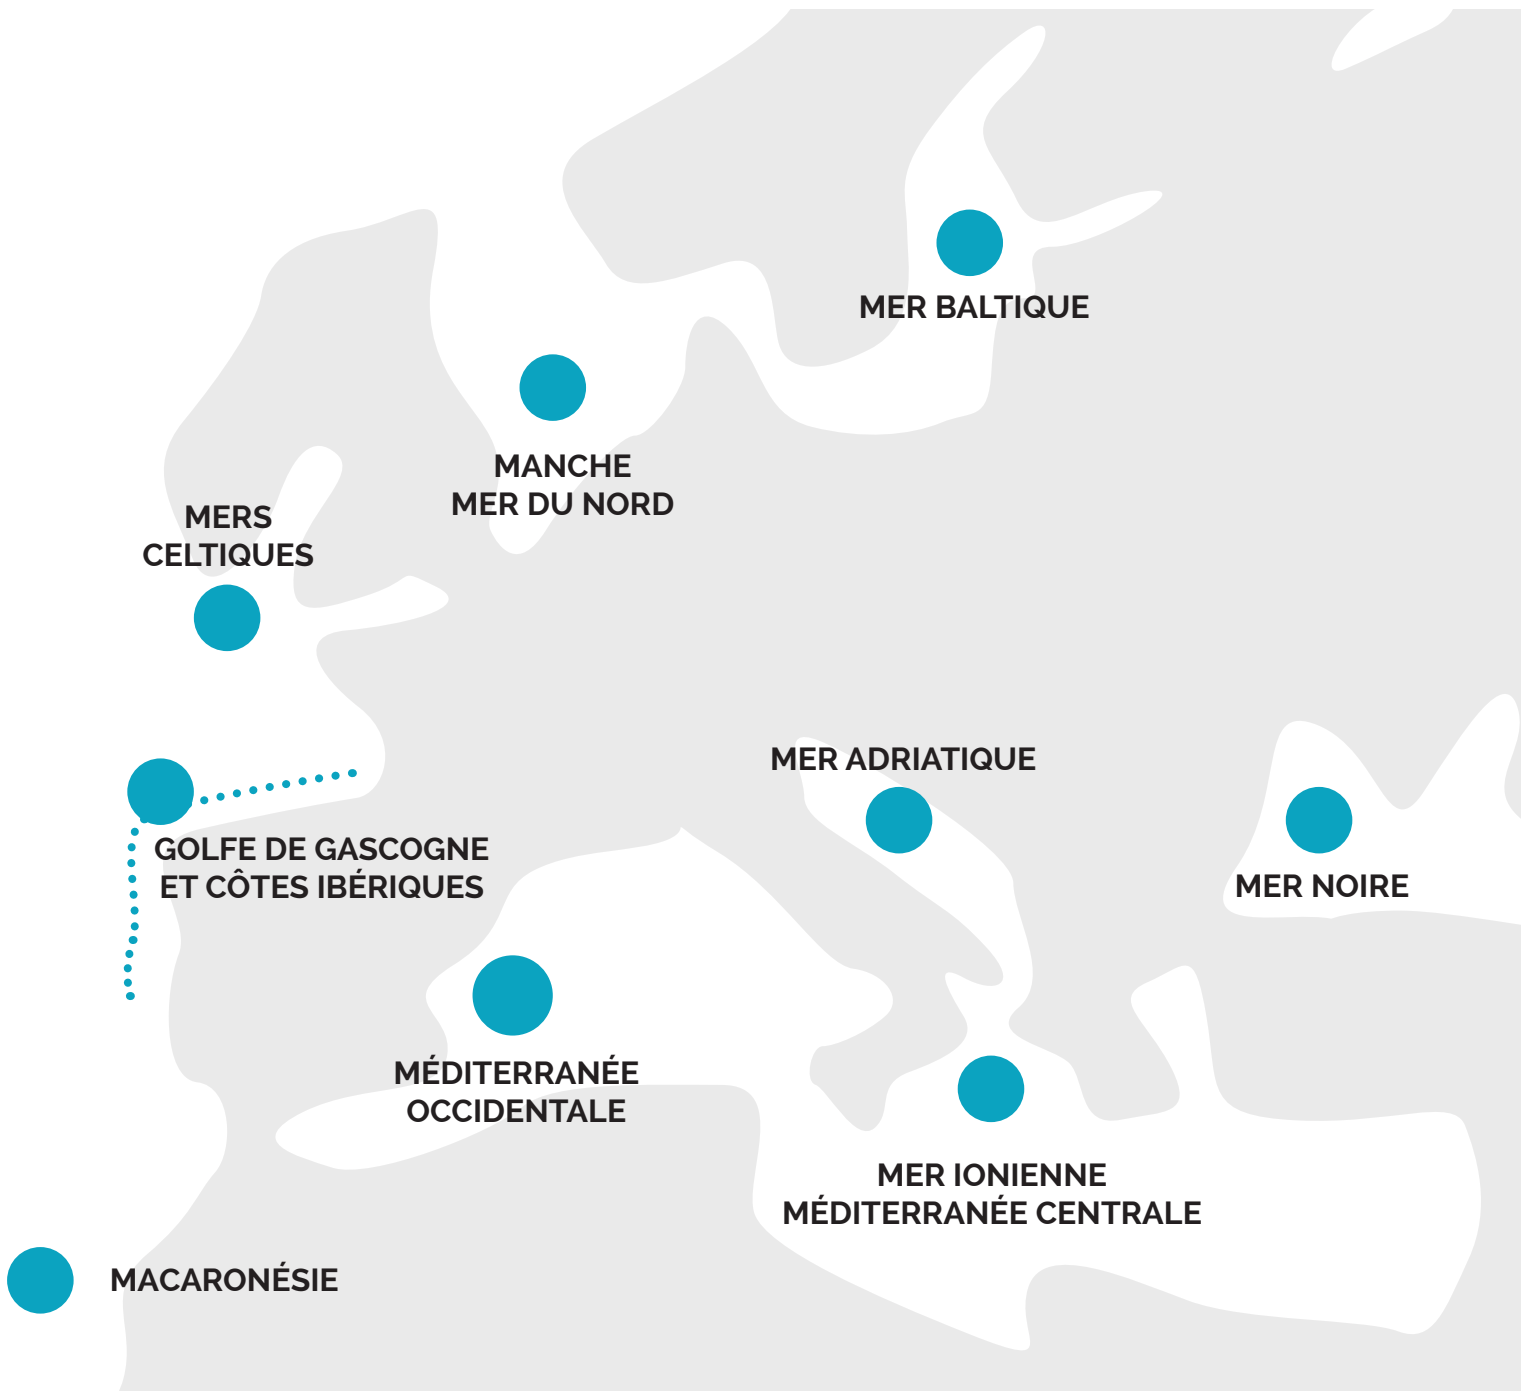 MER BALTIQUE
MANCHE
MER DU NORD
MERS
CELTIQUES
MER ADRIATIQUE
GOLFE DE GASCOGNE
ET CÔTES IBÉRIQUES
MER NOIRE
MÉDITERRANÉE
OCCIDENTALE
MER IONIENNE
MÉDITERRANÉE CENTRALE
MACARONÉSIE